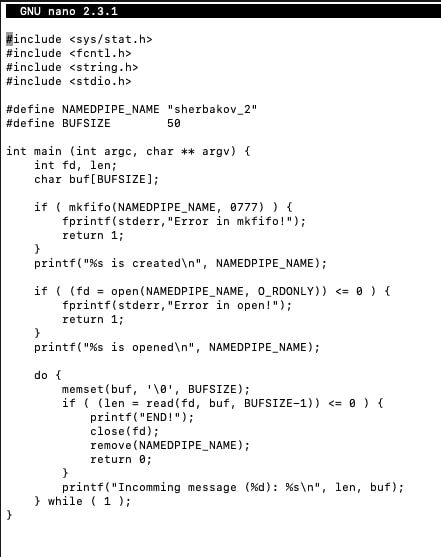 GNU nano 2.3.1
#include <sys/stat.h>
#include <fcntl.h>
#include <string.h>
#include <stdio.h>
#define NAMEDPIPE_NAME "sherbakov_2"
#define BUFSIZE        50
int main (int argc, char ** argv) {
    int fd, len;
    char buf[BUFSIZE];
    if ( mkfifo(NAMEDPIPE_NAME, 0777) ) {
        fprintf(stderr,"Error in mkfifo!");
        return 1;
    }
    printf("%s is created\n", NAMEDPIPE_NAME);
    if ( (fd = open(NAMEDPIPE_NAME, O_RDONLY)) <= 0 ) {
        fprintf(stderr,"Error in open!");
        return 1;
    }
    printf("%s is opened\n", NAMEDPIPE_NAME);
    do {
        memset(buf, '\0', BUFSIZE);
        if ( (len = read(fd, buf, BUFSIZE-1)) <= 0 ) {
            printf("END!");
            close(fd);
            remove(NAMEDPIPE_NAME);
            return 0;
        }
        printf("Incomming message (%d): %s\n", len, buf);
    } while ( 1 );
}